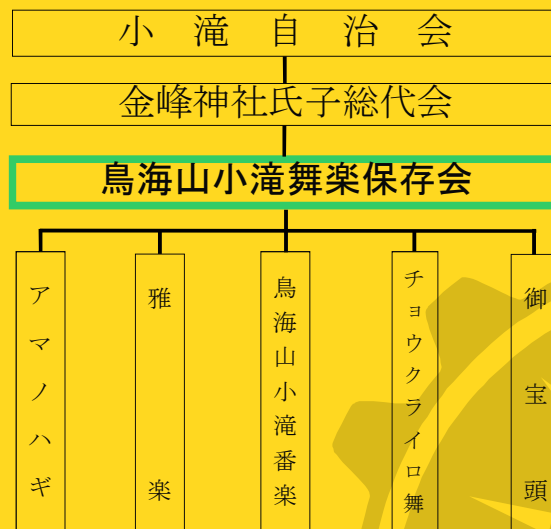 小滝自治会
金峰神社氏子総代会
鳥海山小滝舞楽保存会
アマノハギ
雅楽
鳥海山小滝番楽
チョウクライロ舞
御宝頭